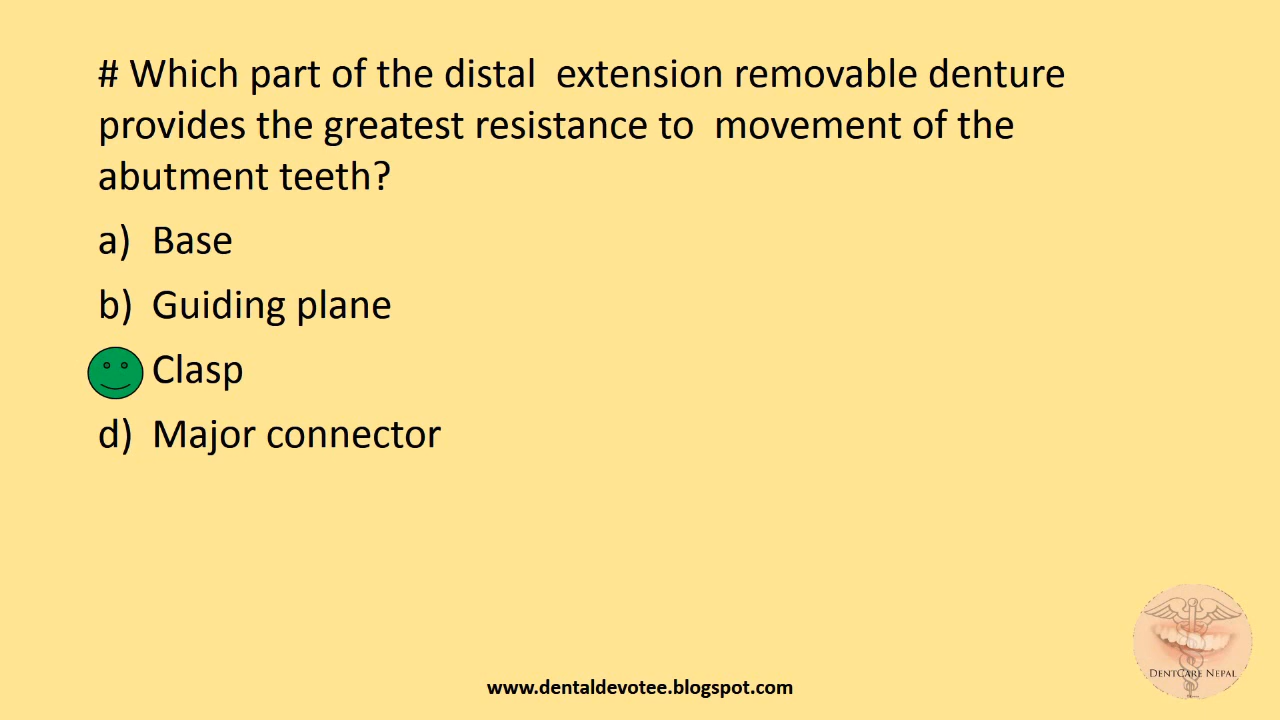 # Which part of the distal  extension removable denture
provides the greatest resistance to  movement of the
abutment teeth?
a) Base
b) Guiding plane
Clasp
d) Major connector
DENTCARE NEPAL
www.dentaldevotee.blogspot.com